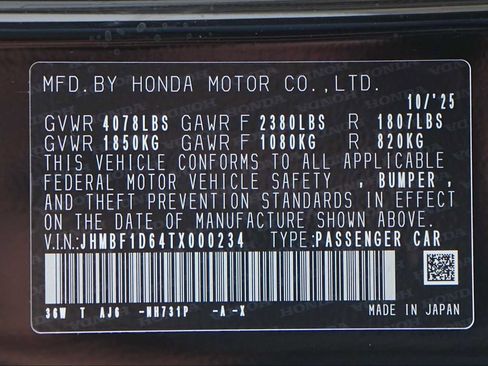 MFD.BY HONDA MOTOR CO.,LTD.
10/'25
GVWR 4078LBS GAWR F 2380LBS R 1807LBS
GVWR 1850KG GAWR F 1080KG R 820KG
THIS VEHICLE CONFORMS TO ALL APPLICABLE
FEDERAL MOTOR VEHICLE SAFETY , BUMPER ,
AND THEFT PREVENTION STANDARDS IN EFFECT
ON THE DATE OF MANUFACTURE SHOWN ABOVE.
V.I.N.: JHMBF1D64TX000234 TYPE: PASSENGER CAR
36W T AJ6 -NH731P -A -X
MADE IN JAPAN